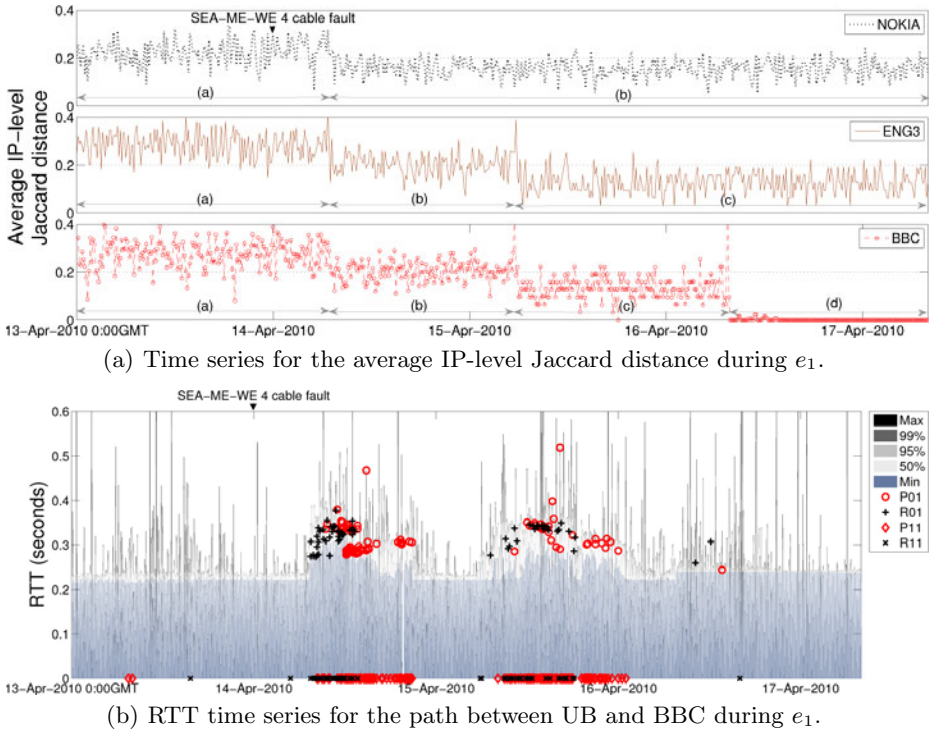 SEA-ME-WE 4 cable fault
0.4
NOKIA
0.2
(a)
(b)
0
0.4
ENG3
0.2
(a)
(b)
(c)
0
0.4
BBC
0.2
(a)
(b)
(c)
(d)
0
Average IP-level
Jaccard distance
13-Apr-2010 0:00GMT
14-Apr-2010
15-Apr-2010
16-Apr-2010
17-Apr-2010
(a) Time series for the average IP-level Jaccard distance during e1.
SEA-ME-WE 4 cable fault
0.6
0.5
0.4
0.3
0.2
0.1
0
RTT (seconds)
Max
99%
95%
50%
Min
P01
R01
P11
R11
13-Apr-2010 0:00GMT
14-Apr-2010
15-Apr-2010
16-Apr-2010
17-Apr-2010
(b) RTT time series for the path between UB and BBC during e1.